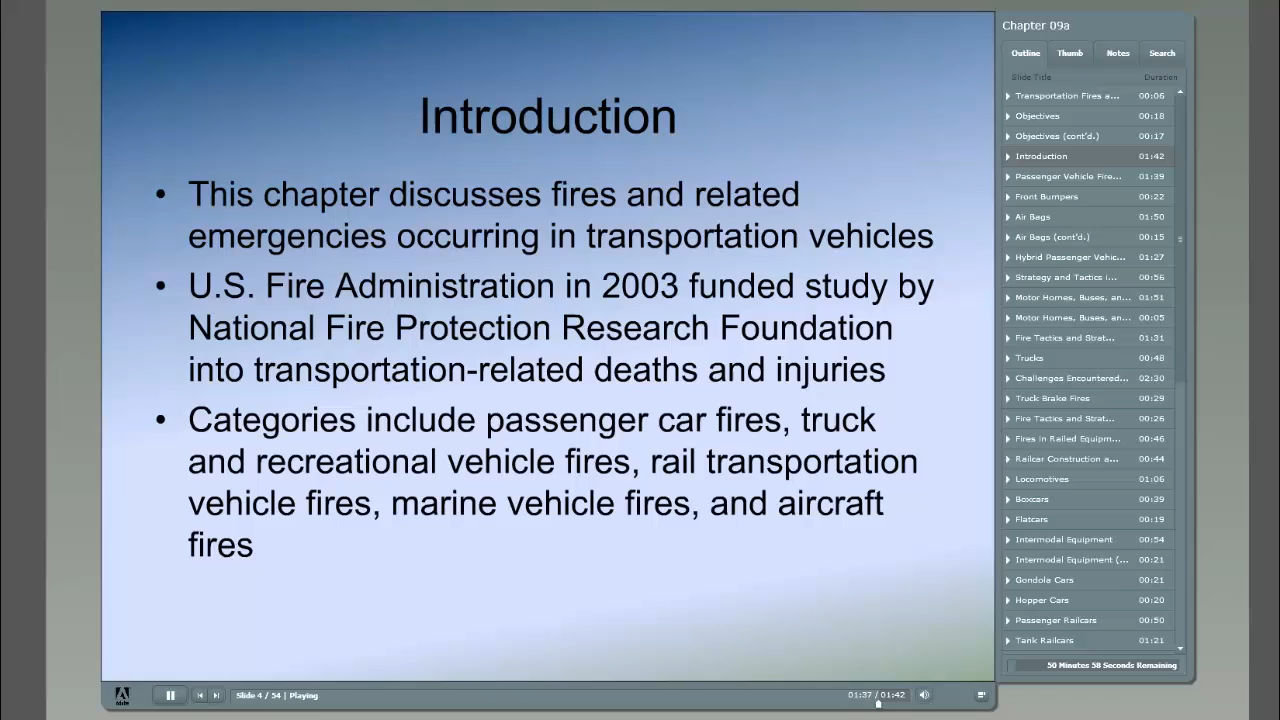 Introduction
• This chapter discusses fires and related
emergencies occurring in transportation vehicles
• U.S. Fire Administration in 2003 funded study by
National Fire Protection Research Foundation
into transportation-related deaths and injuries
• Categories include passenger car fires, truck
and recreational vehicle fires, rail transportation
vehicle fires, marine vehicle fires, and aircraft
fires
Chapter 09a
Outline Thumb Notes Search
Slide Title Duration
Transportation Fires a... 00:06
Objectives 00:18
Objectives (cont'd.) 00:17
Introduction 01:42
Passenger Vehicle Fire... 01:39
Front Bumpers 00:22
Air Bags 01:50
Air Bags (cont'd.) 00:15
Hybrid Passenger Vehic... 01:27
Strategy and Tactics i... 00:56
Motor Homes, Buses, an... 01:51
Motor Homes, Buses, an... 00:05
Fire Tactics and Strat... 01:31
Trucks 00:48
Challenges Encountered... 02:30
Truck Brake Fires 00:29
Fire Tactics and Strat... 00:26
Fires in Railed Equipm... 00:46
Railcar Construction a... 00:44
Locomotives 01:06
Boxcars 00:39
Flatcars 00:19
Intermodal Equipment 00:54
Intermodal Equipment (... 00:21
Gondola Cars 00:21
Hopper Cars 00:20
Passenger Railcars 00:50
Tank Railcars 01:21
50 Minutes 58 Seconds Remaining
Adobe Slide 4 / 54 | Playing 01:37 / 01:42